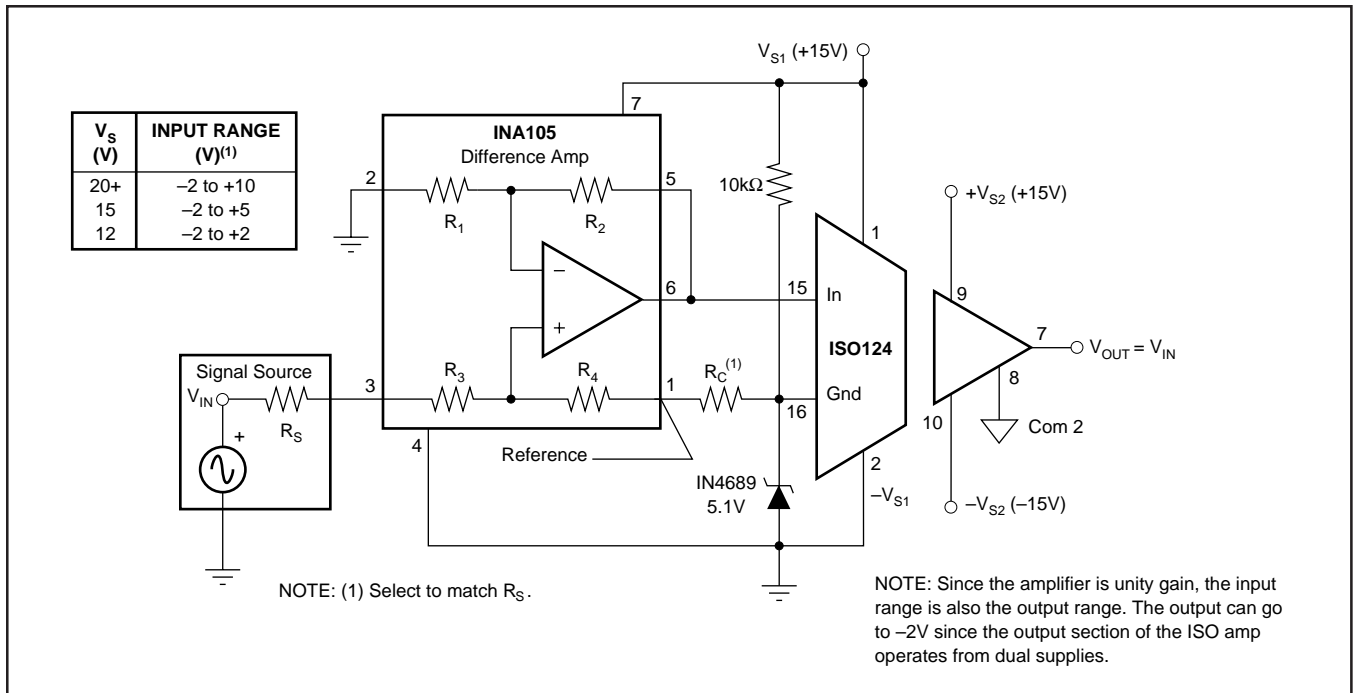 V_S1 (+15V)
V_S
(V)
INPUT RANGE
(V)(1)
20+
–2 to +10
15
–2 to +5
12
–2 to +2
7
INA105
Difference Amp
2
5
R1
R2
10kΩ
+V_S2 (+15V)
1
–
6
15
In
9
7
V_OUT = V_IN
+
ISO124
8
Signal Source
V_IN
R_S
3
R3
R4
1
R_C(1)
16
Gnd
10
Com 2
+
4
Reference
2
–V_S1
IN4689
5.1V
–V_S2 (–15V)
NOTE: (1) Select to match R_S.
NOTE: Since the amplifier is unity gain, the input
range is also the output range. The output can go
to –2V since the output section of the ISO amp
operates from dual supplies.